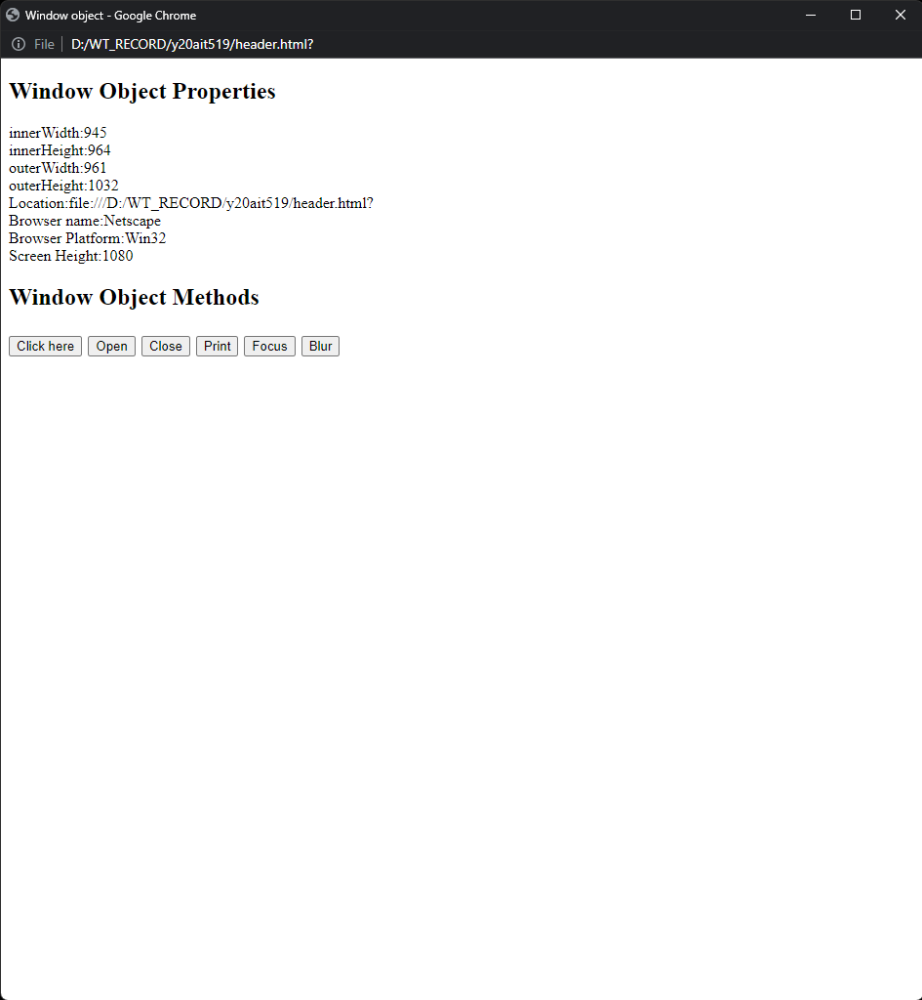 Window object - Google Chrome
File D:/WT_RECORD/y20ait519/header.html?
Window Object Properties
innerWidth:945
innerHeight:964
outerWidth:961
outerHeight:1032
Location:file:///D:/WT_RECORD/y20ait519/header.html?
Browser name:Netscape
Browser Platform:Win32
Screen Height:1080
Window Object Methods
Click here Open Close Print Focus Blur